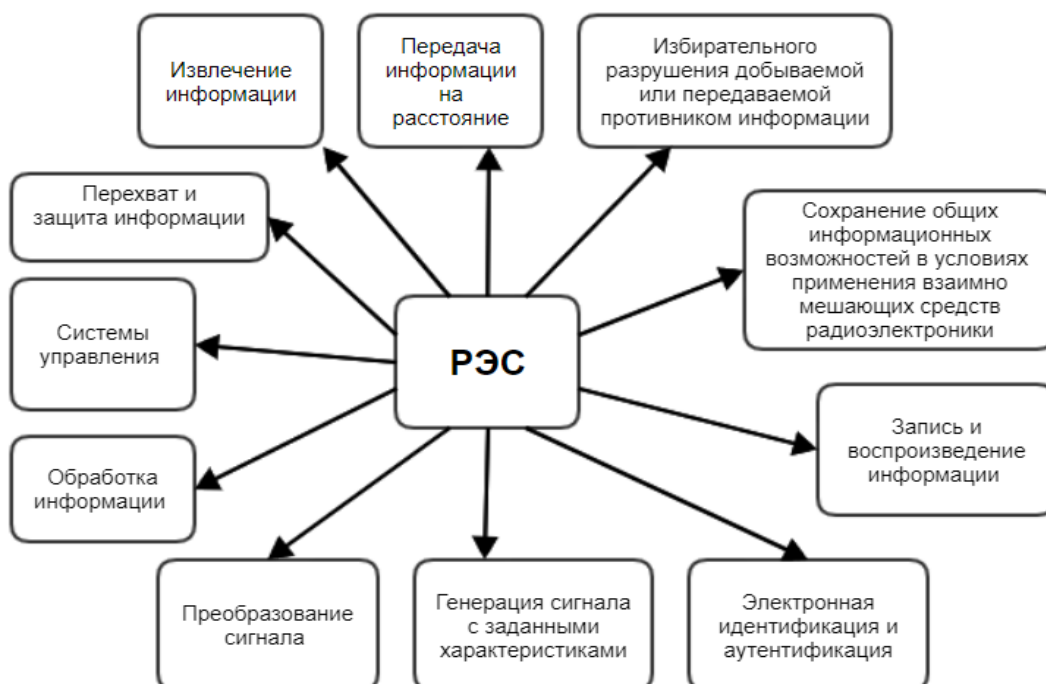 Извлечение
информации
Передача
информации
на
расстояние
Избирательного
разрушения добываемой
или передаваемой
противником информации
Перехват и
защита информации
Сохранение общих
информационных
возможностей в условиях
применения взаимно
мешающих средств
радиоэлектроники
Системы
управления
РЭС
Запись и
воспроизведение
информации
Обработка
информации
Преобразование
сигнала
Генерация сигнала
с заданными
характеристиками
Электронная
идентификация и
аутентификация